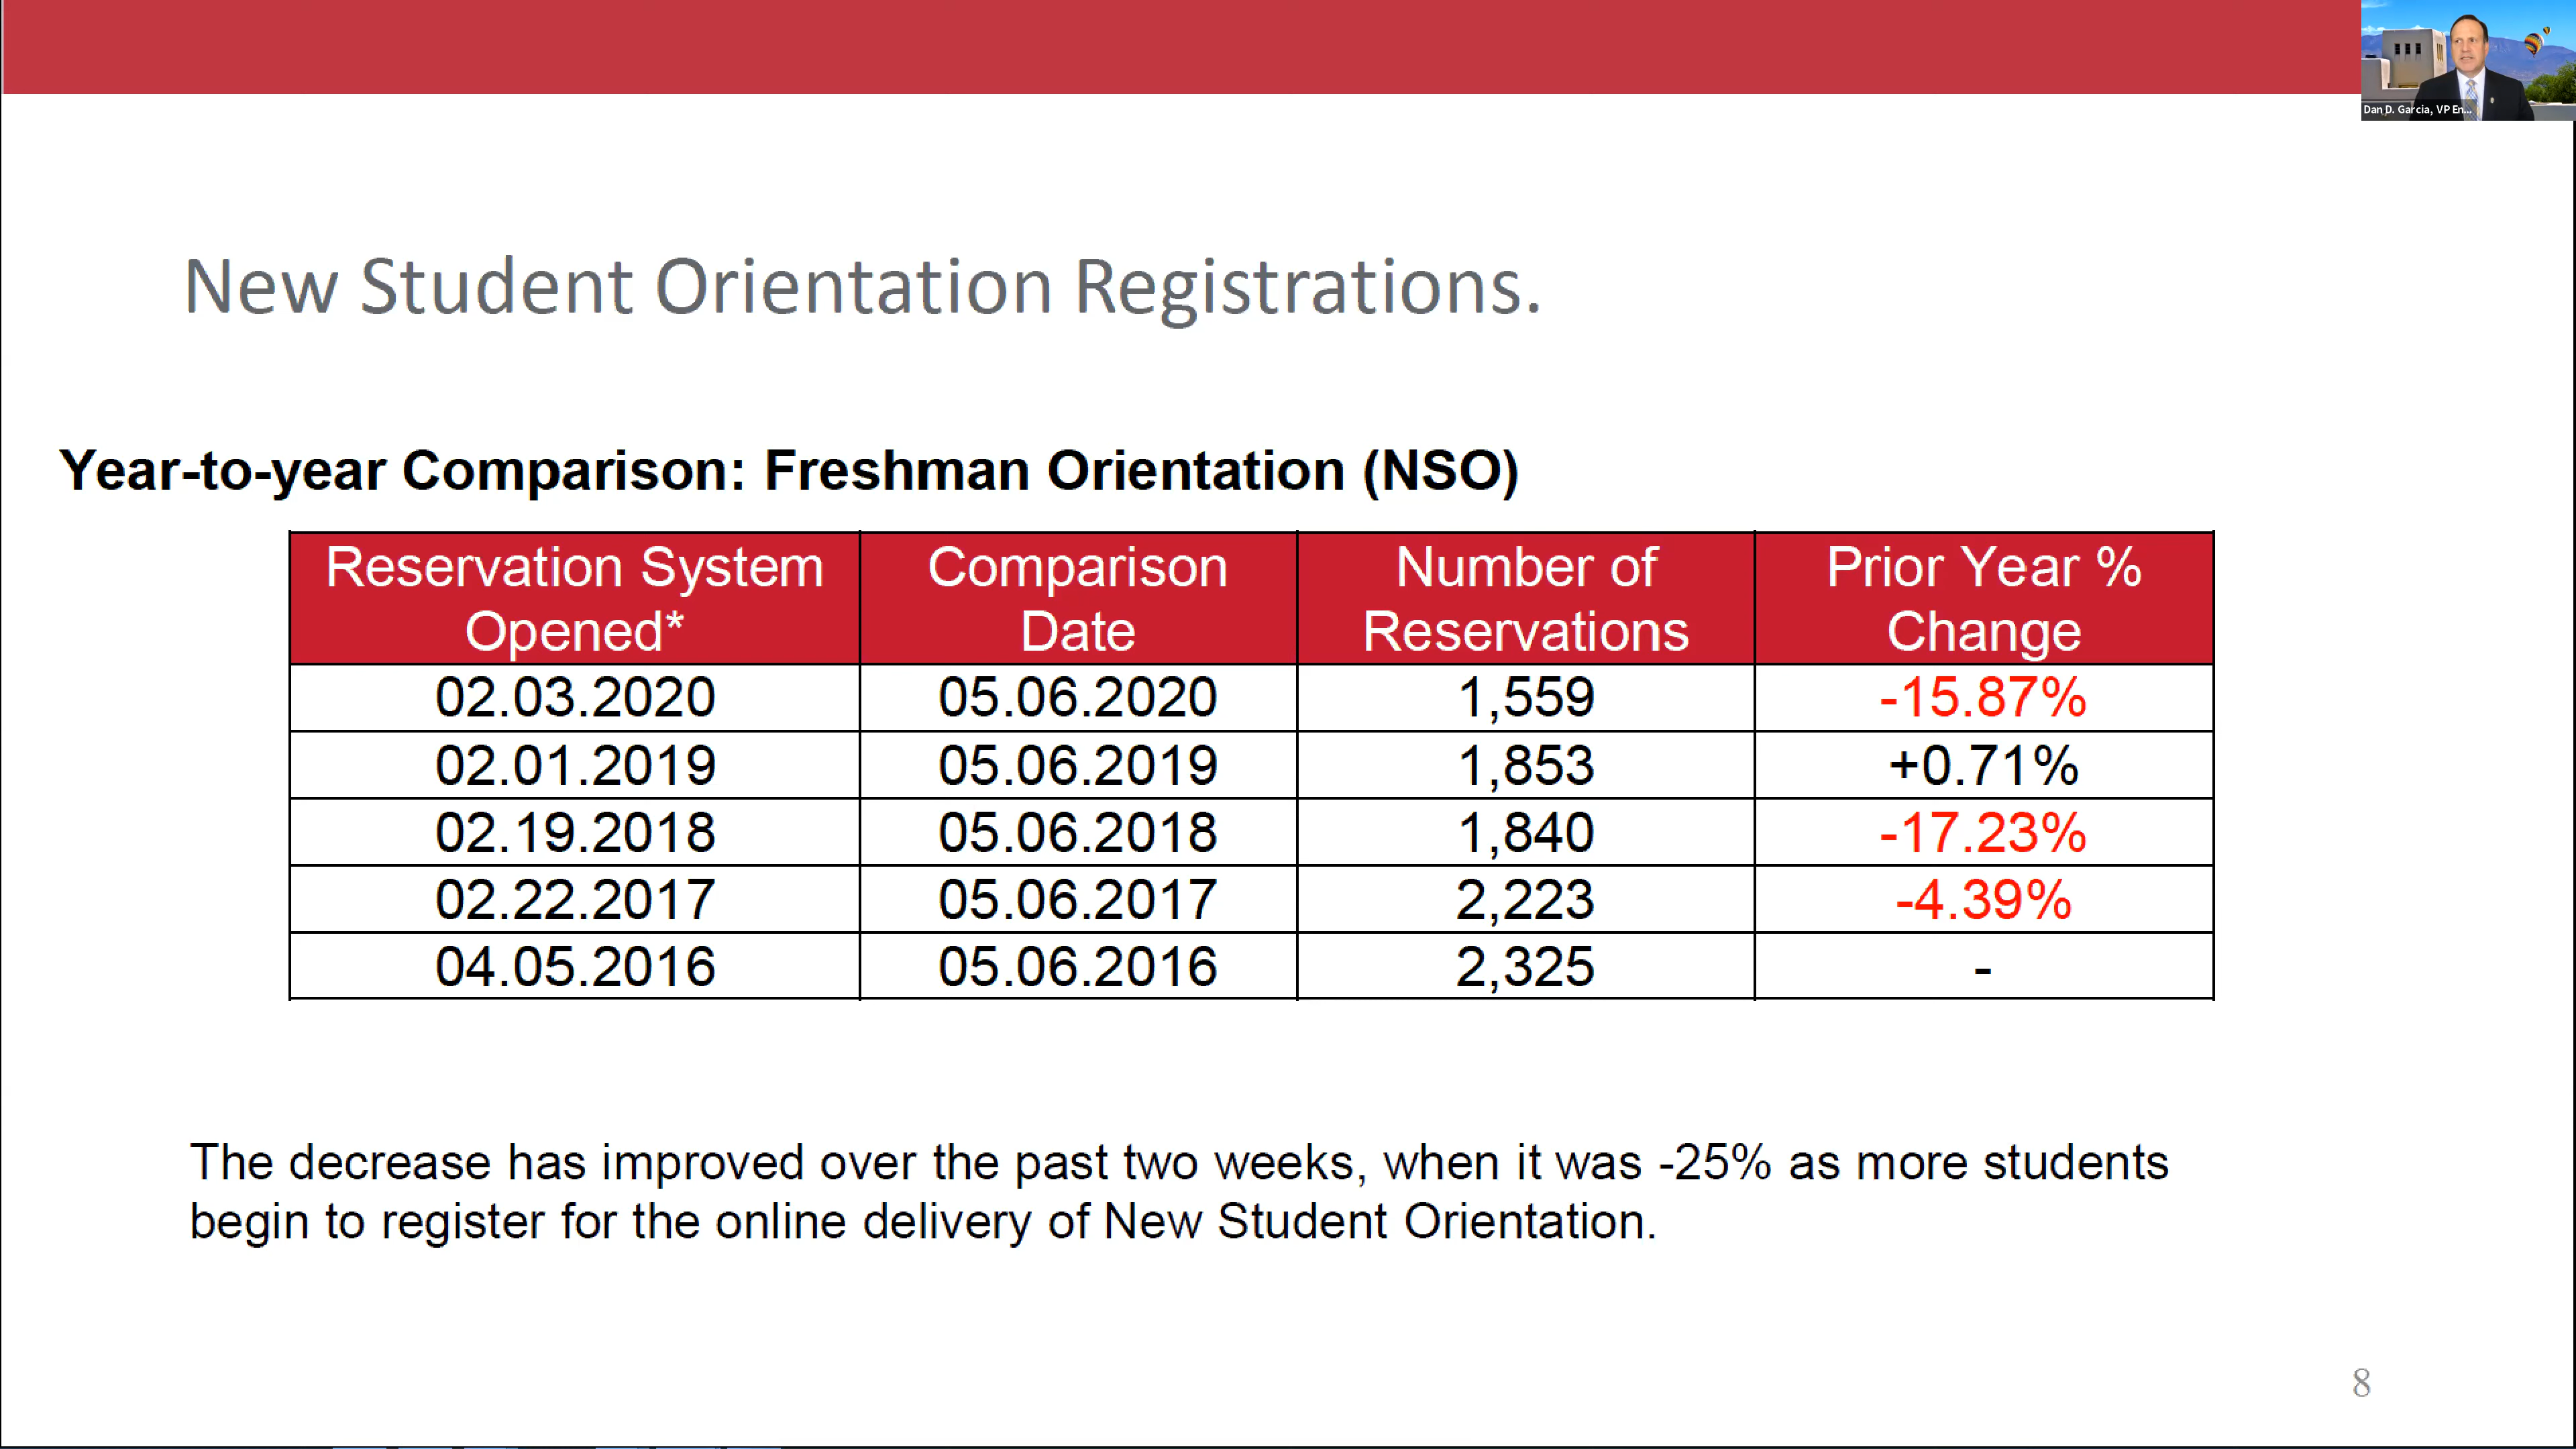 Dan D. Garcia, VP En...
New Student Orientation Registrations.
Year-to-year Comparison: Freshman Orientation (NSO)
Reservation System Opened* Comparison Date Number of Reservations Prior Year % Change
02.03.2020 05.06.2020 1,559 -15.87%
02.01.2019 05.06.2019 1,853 +0.71%
02.19.2018 05.06.2018 1,840 -17.23%
02.22.2017 05.06.2017 2,223 -4.39%
04.05.2016 05.06.2016 2,325 -
The decrease has improved over the past two weeks, when it was -25% as more students
begin to register for the online delivery of New Student Orientation.
8